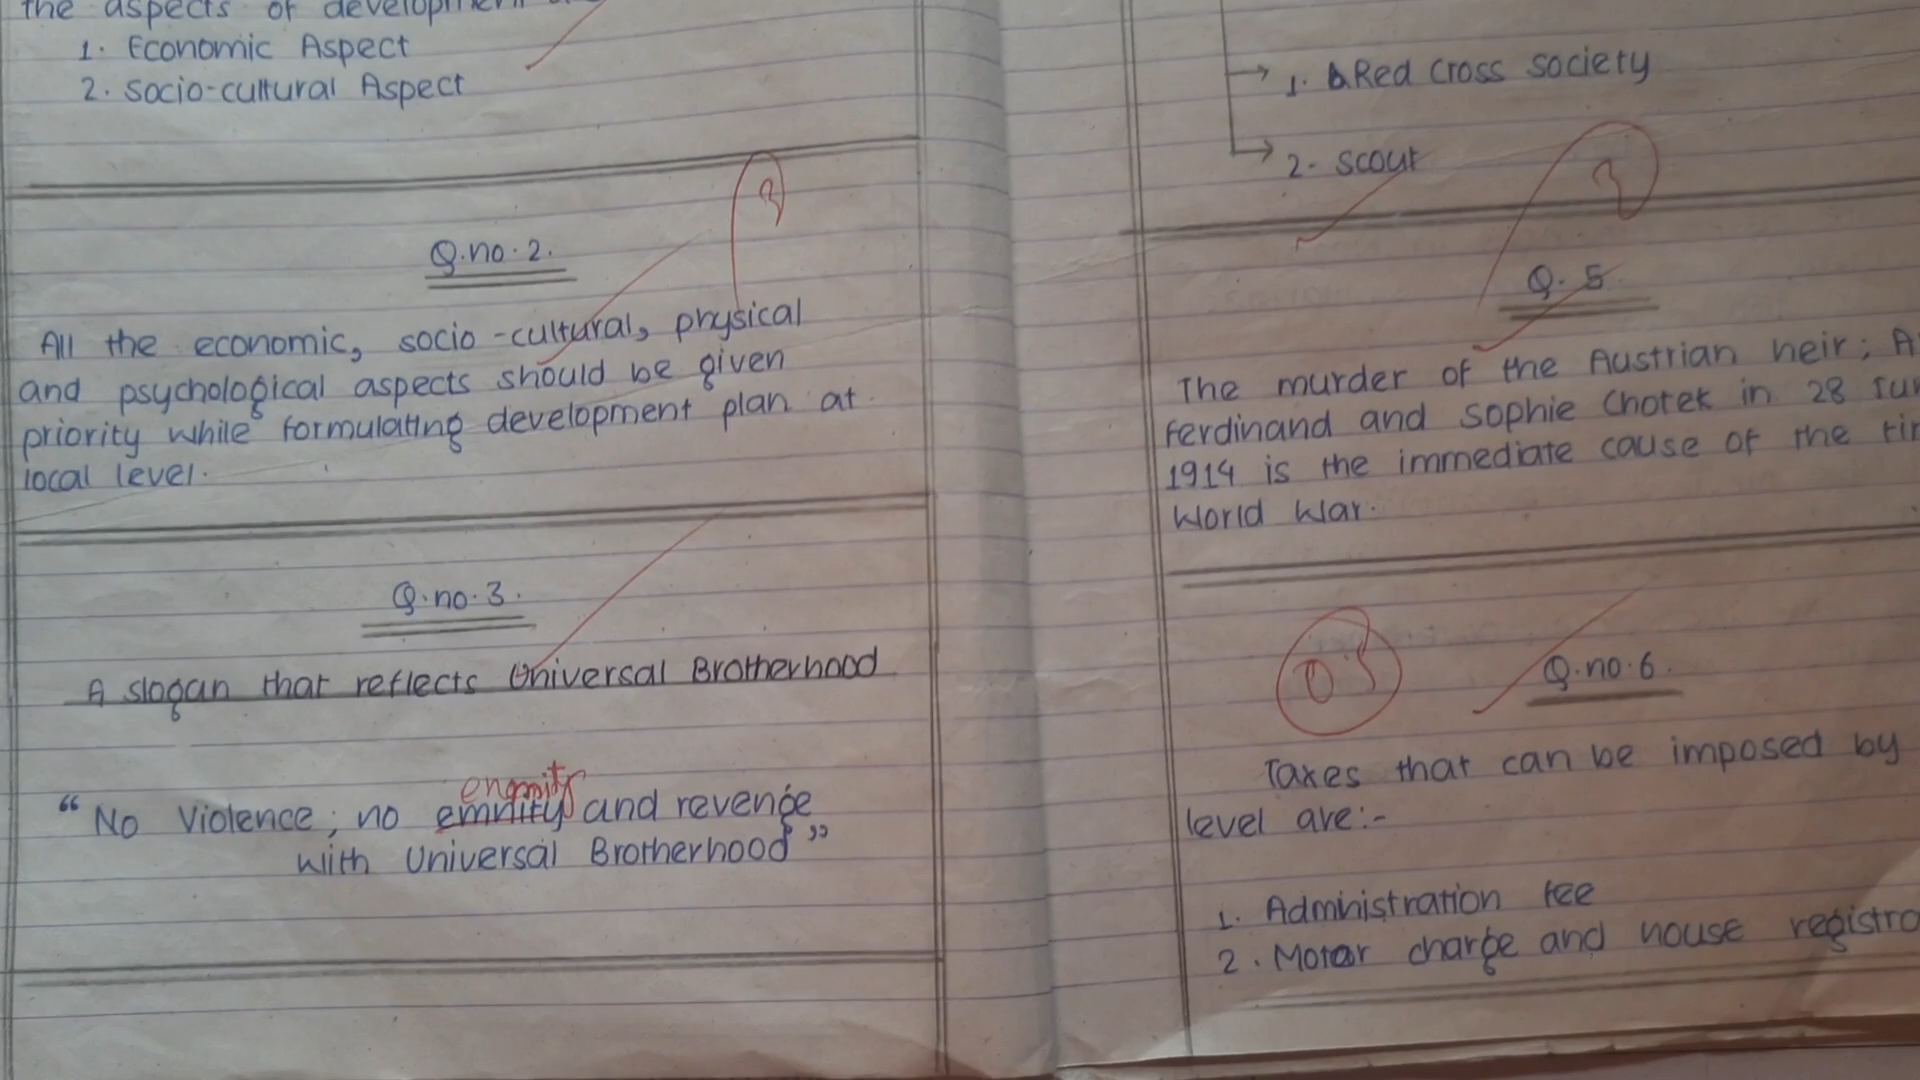 the aspects of development
1. Economic Aspect
2. Socio-cultural Aspect
Q.no.2.
All the economic, socio-cultural, physical
and psychological aspects should be given
priority while formulating development plan at
local level.
Q.no.3.
A slogan that reflects Universal Brotherhood
enmity
“No Violence; no emnity and revenge
with Universal Brotherhood”
1. Red Cross Society
2. Scout
Q.5
The murder of the Austrian heir; A
Ferdinand and Sophie Chotek in 28
1914 is the immediate cause of the
World War.
Q.no.6.
Taxes that can be imposed by
level are:-
1. Administration fee
2. Motor charge and house registra